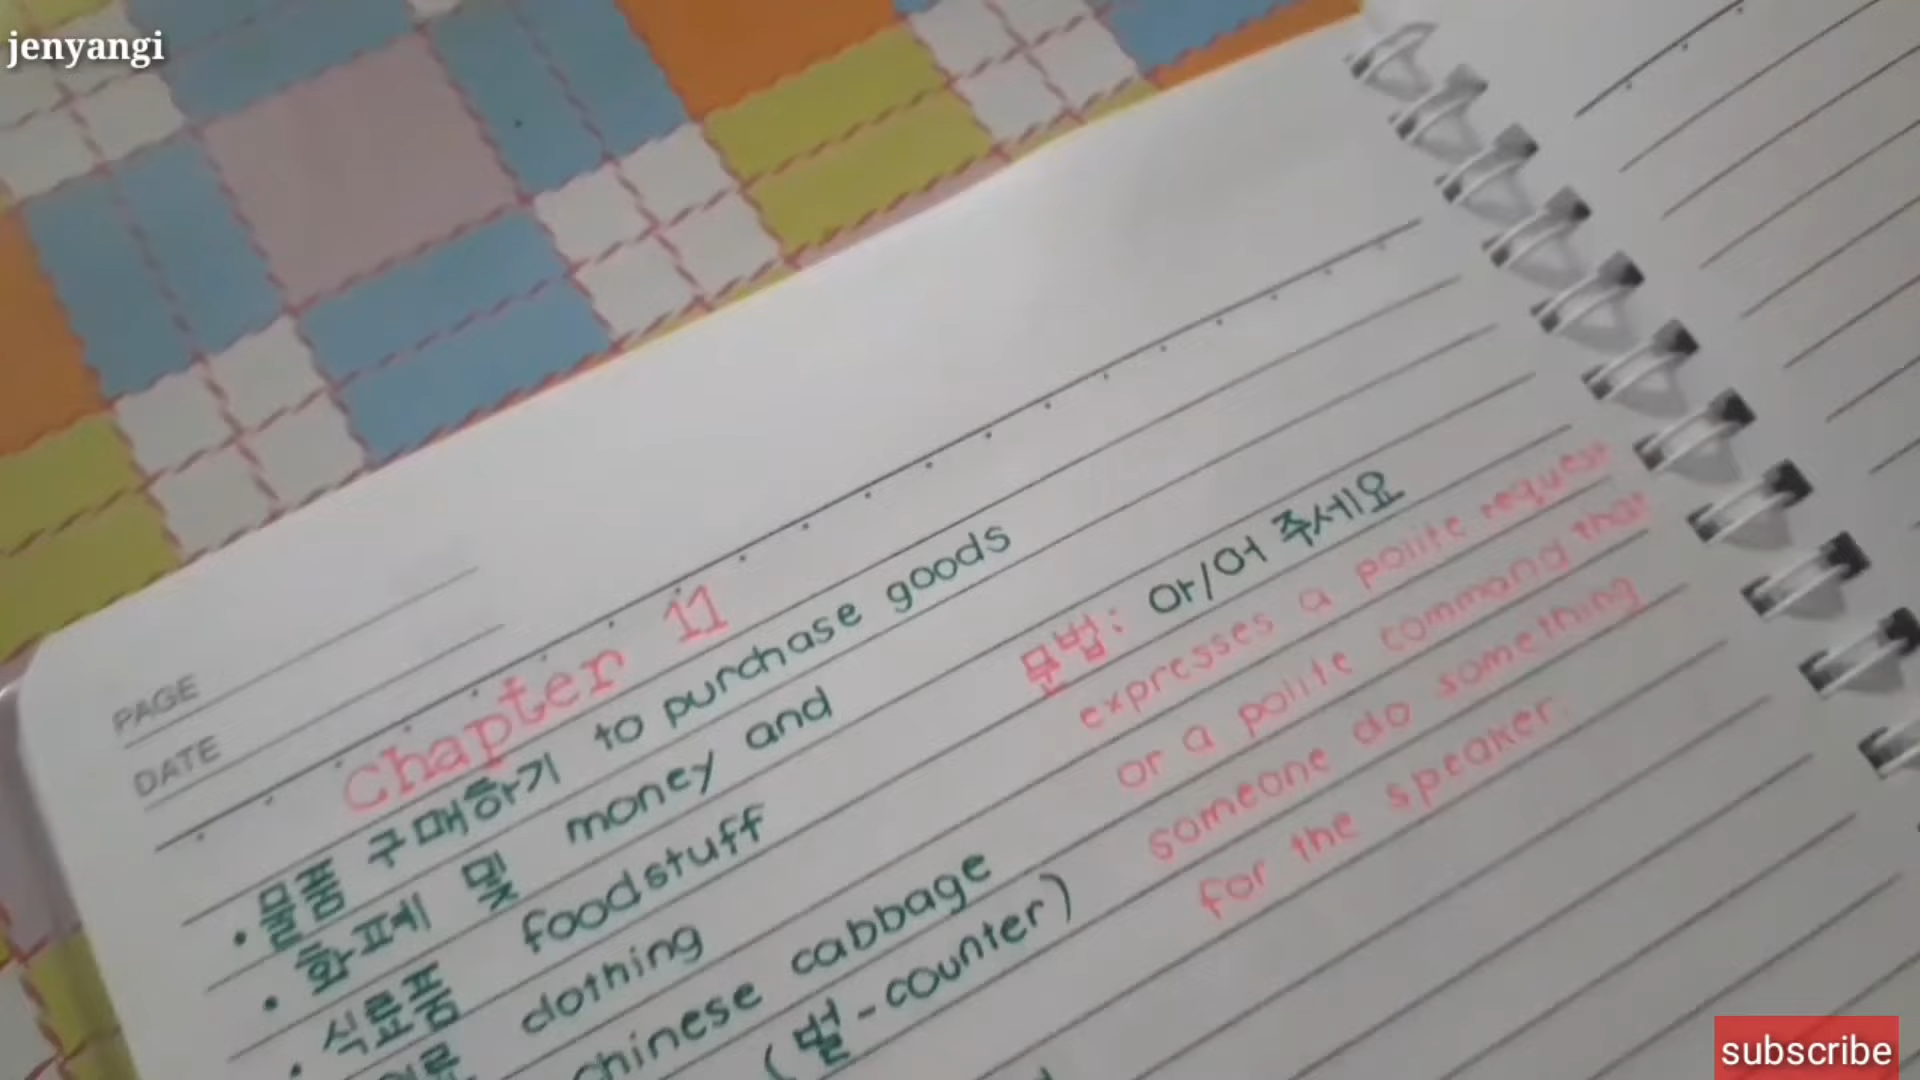 jenyangi
PAGE
DATE
Chapter 11
• 물품 구매하기 to purchase goods
• 화폐 및 money and
• 식료품 foodstuff
clothing
chinese cabbage
(벌-counter)
문법: 아/어 주세요
expresses a polite request
or a polite command that
someone do something
for the speaker.
subscribe